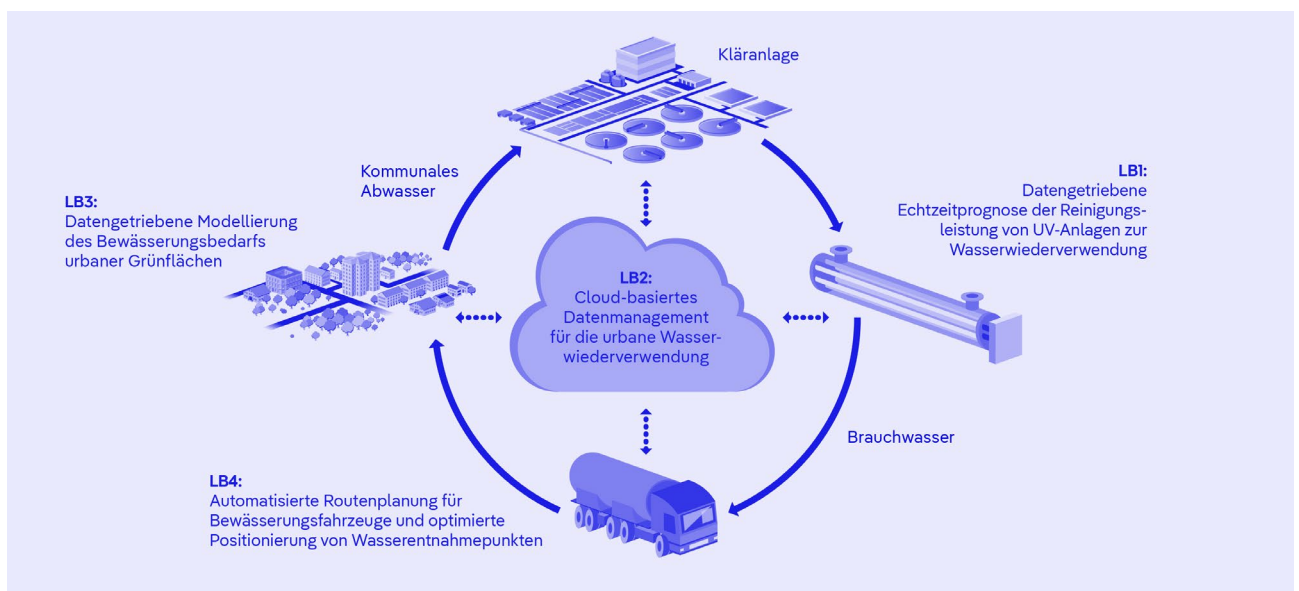 Kläranlage
Kommunales
Abwasser
LB1:
Datengetriebene
Echtzeitprognose der Reinigungs-
leistung von UV-Anlagen zur
Wasserwiederverwendung
LB3:
Datengetriebene Modellierung
des Bewässerungsbedarfs
urbaner Grünflächen
LB2:
Cloud-basiertes
Datenmanagement
für die urbane Wasser-
wiederverwendung
Brauchwasser
LB4:
Automatisierte Routenplanung für
Bewässerungsfahrzeuge und optimierte
Positionierung von Wasserentnahmepunkten